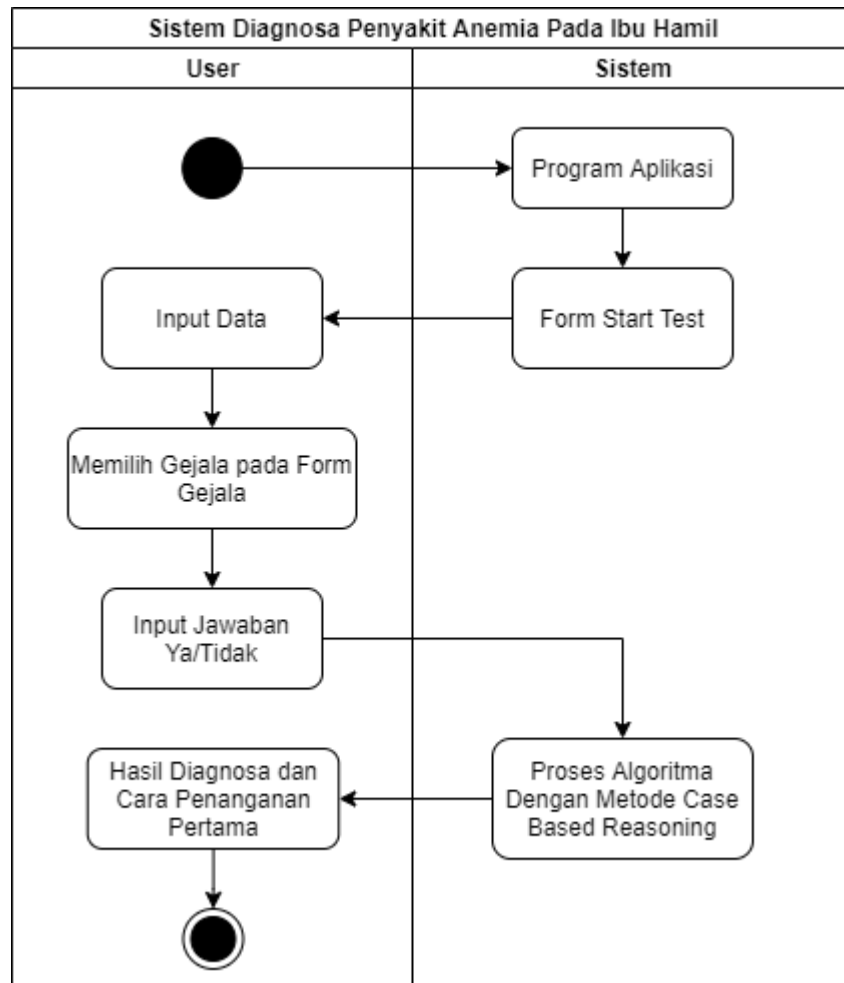 Sistem Diagnosa Penyakit Anemia Pada Ibu Hamil
User
Sistem
Program Aplikasi
Form Start Test
Input Data
Memilih Gejala pada Form
Gejala
Input Jawaban
Ya/Tidak
Proses Algoritma
Dengan Metode Case
Based Reasoning
Hasil Diagnosa dan
Cara Penanganan
Pertama